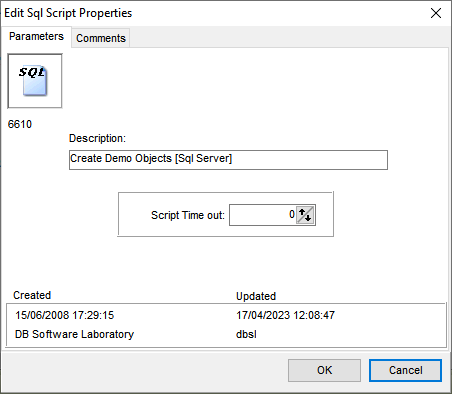 Edit Sql Script Properties
Parameters Comments
SQL
6610
Description:
Create Demo Objects [Sql Server]
Script Time out: 0
Created Updated
15/06/2008 17:29:15 17/04/2023 12:08:47
DB Software Laboratory dbsl
OK Cancel